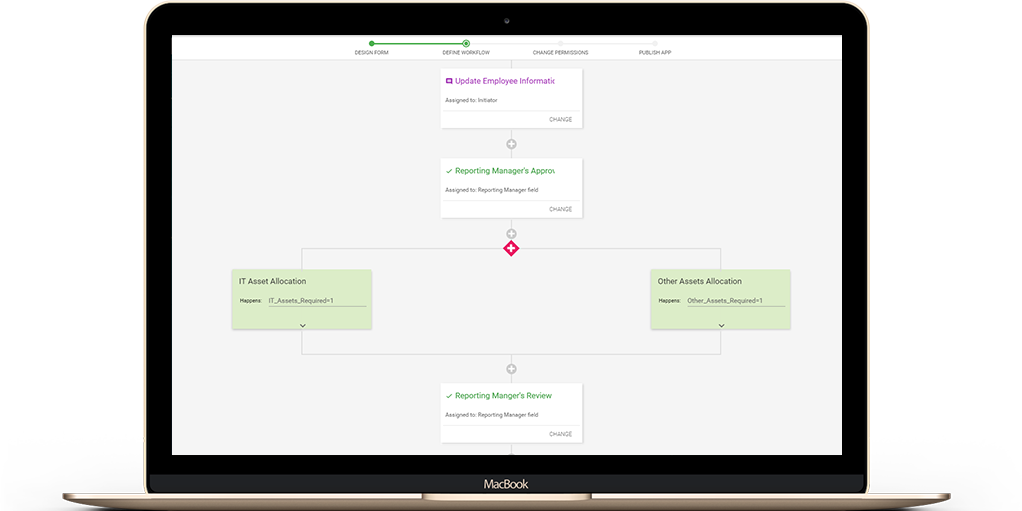 DESIGN FORM
DEFINE WORKFLOW
CHANGE PERMISSIONS
PUBLISH APP
Update Employee Informatic
Assigned to: Initiator
CHANGE
Reporting Manager's Approv
Assigned to: Reporting Manager field
CHANGE
IT Asset Allocation
Happens: IT_Assets_Required=1
Other Assets Allocation
Happens: Other_Assets_Required=1
Reporting Manger's Review
Assigned to: Reporting Manager field
CHANGE
MacBook